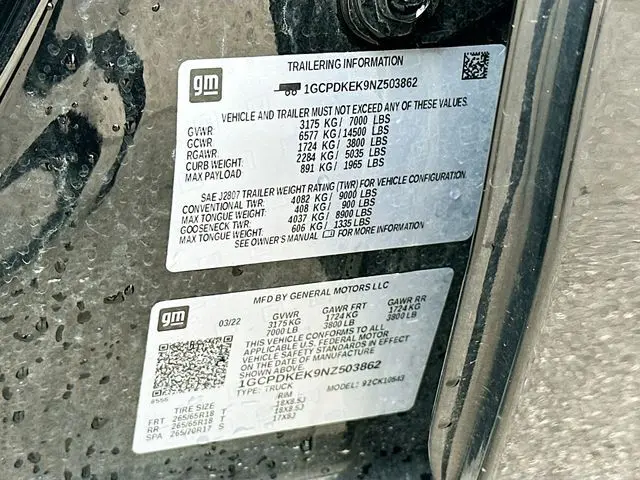 gm
TRAILERING INFORMATION
1GCPDKEK9NZ503862
VEHICLE AND TRAILER MUST NOT EXCEED ANY OF THESE VALUES.
GVWR 3175 KG / 7000 LBS
GCWR 6577 KG / 14500 LBS
RGAWR 1724 KG / 3800 LBS
CURB WEIGHT: 2284 KG / 5035 LBS
MAX PAYLOAD 891 KG / 1965 LBS
SAE J2807 TRAILER WEIGHT RATING (TWR) FOR VEHICLE CONFIGURATION
CONVENTIONAL TWR: 4082 KG / 9000 LBS
MAX TONGUE WEIGHT: 408 KG / 900 LBS
GOOSENECK TWR: 4037 KG / 8900 LBS
MAX TONGUE WEIGHT: 606 KG / 1335 LBS
SEE OWNER'S MANUAL FOR MORE INFORMATION
gm
MFD BY GENERAL MOTORS LLC
03/22 GVWR GAWR FRT GAWR RR
3175KG 1724KG 1724KG
7000 LB 3800 LB 3800 LB
THIS VEHICLE CONFORMS TO ALL
APPLICABLE U.S. FEDERAL MOTOR
VEHICLE SAFETY STANDARDS IN EFFECT
ON THE DATE OF MANUFACTURE
SHOWN ABOVE.
1GCPDKEK9NZ503862
TYPE: TRUCK MODEL: 92CK10543
TIRE SIZE RIM
FRT 265/65R18 T 18X8.5J
RR 265/65R18 T 18X8.5J
SPA 265/70R17 S 17X8J